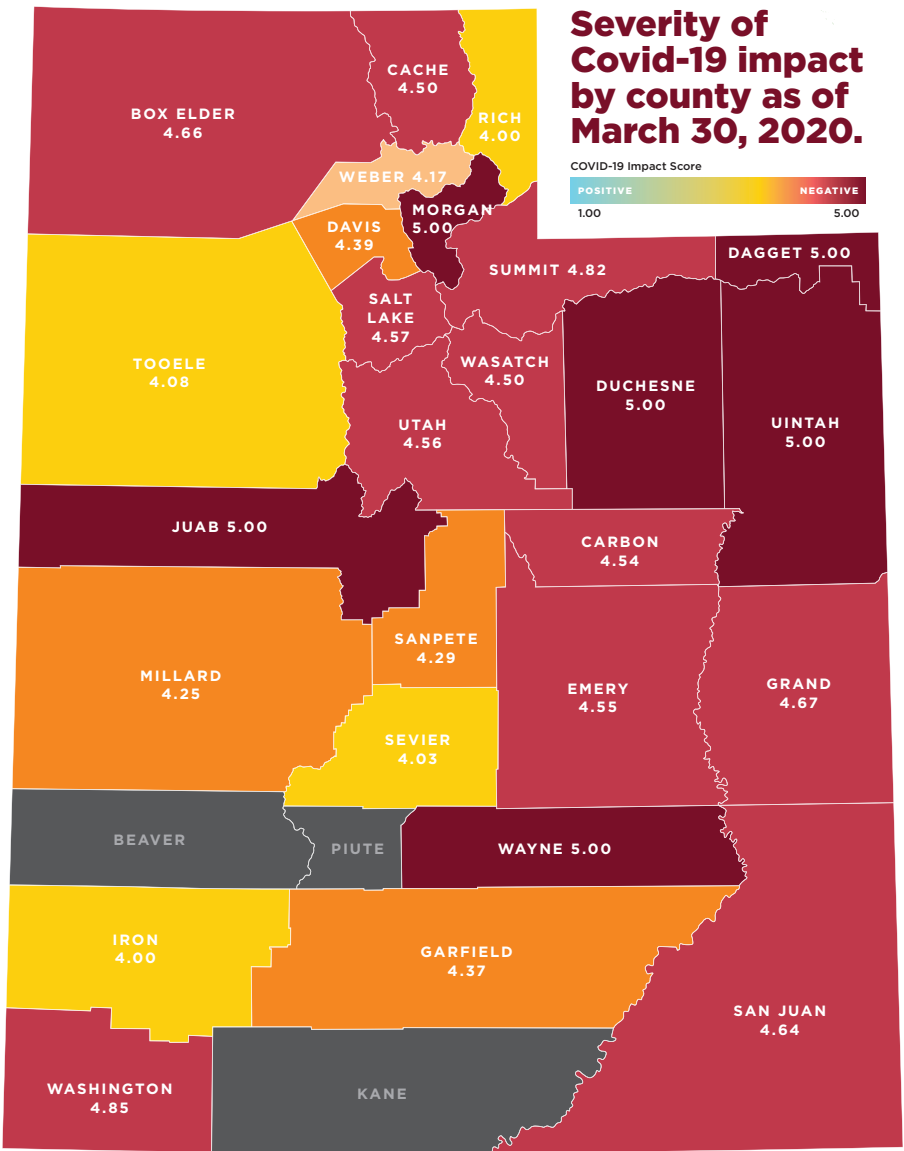 Severity of
Covid-19 impact
by county as of
March 30, 2020.
COVID-19 Impact Score
POSITIVE
NEGATIVE
1.00
5.00
CACHE
4.50
BOX ELDER
4.66
RICH
4.00
WEBER 4.17
MORGAN
5.00
DAVIS
4.39
SUMMIT 4.82
DAGGET 5.00
SALT
LAKE
4.57
TOOELE
4.08
WASATCH
4.50
DUCHESNE
5.00
UINTAH
5.00
UTAH
4.56
JUAB 5.00
CARBON
4.54
SANPETE
4.29
MILLARD
4.25
EMERY
4.55
GRAND
4.67
SEVIER
4.03
BEAVER
PIUTE
WAYNE 5.00
IRON
4.00
GARFIELD
4.37
SAN JUAN
4.64
WASHINGTON
4.85
KANE